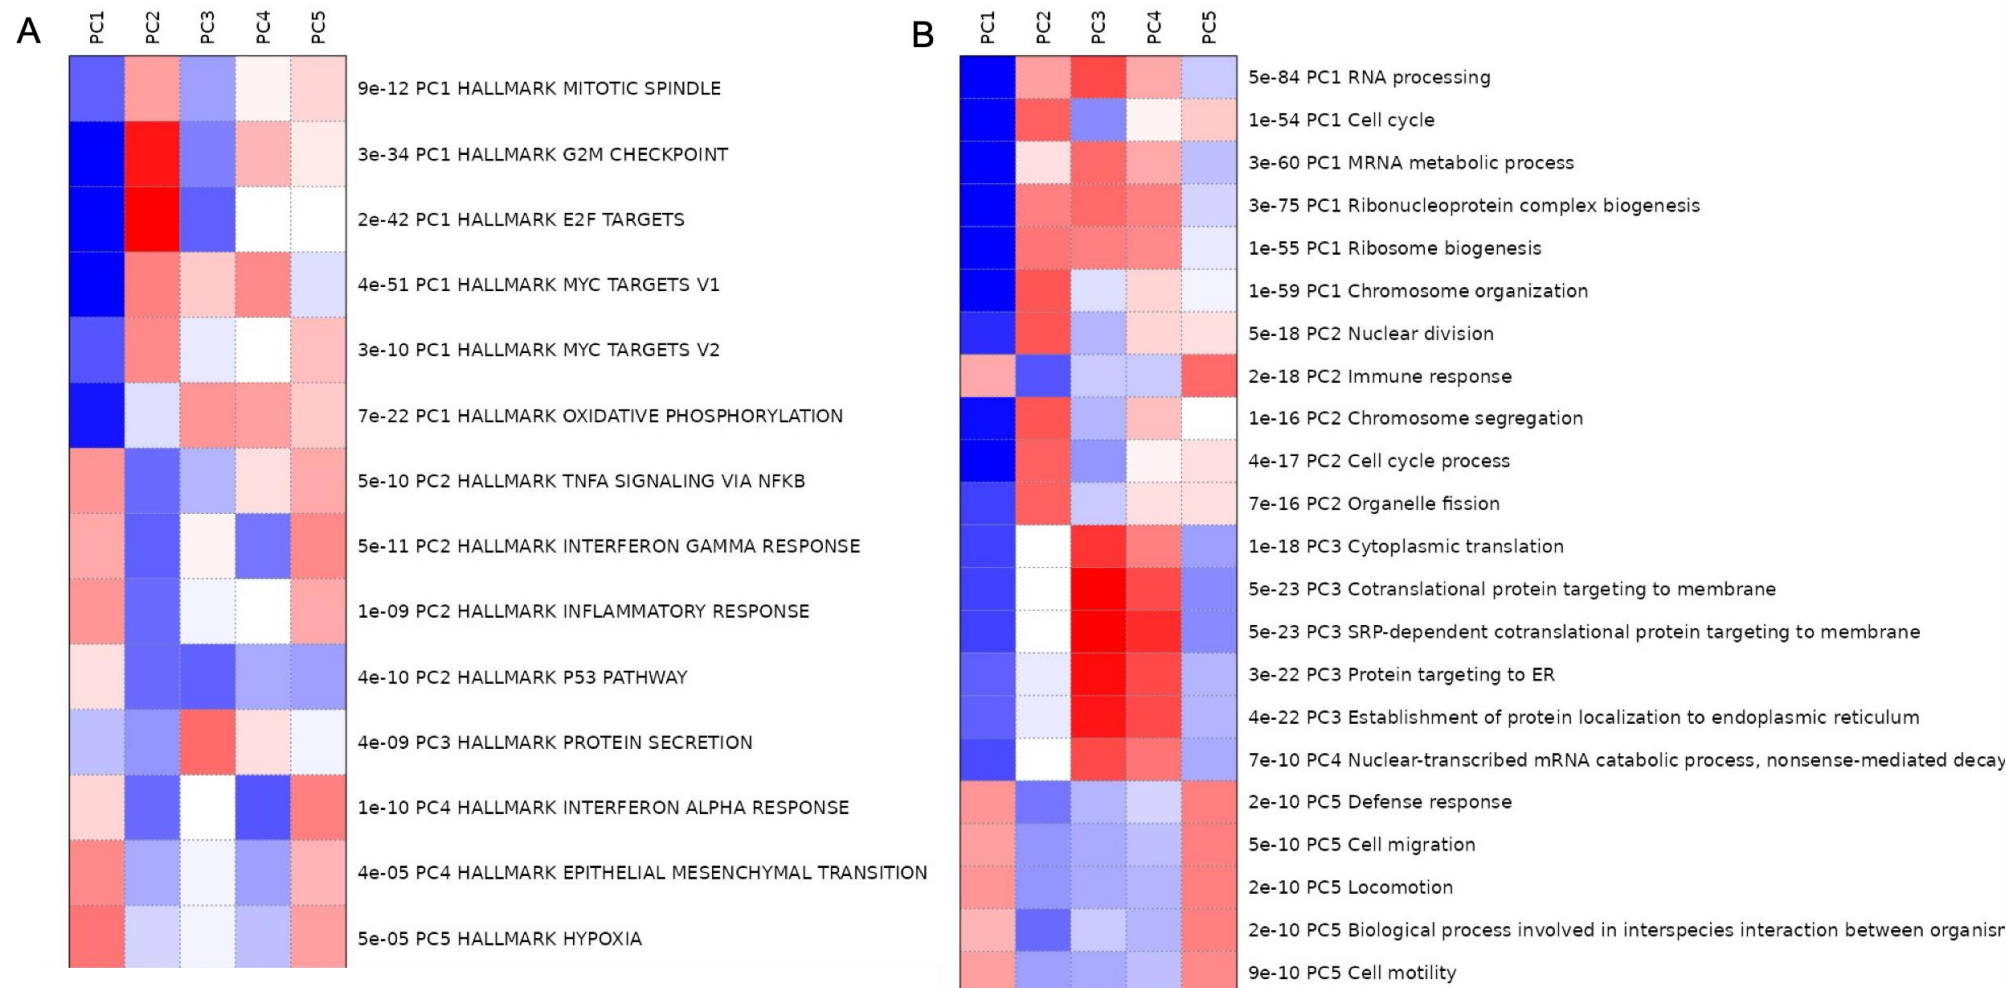 A
PC1 PC2 PC3 PC4 PC5
9e-12 PC1 HALLMARK MITOTIC SPINDLE
3e-34 PC1 HALLMARK G2M CHECKPOINT
2e-42 PC1 HALLMARK E2F TARGETS
4e-51 PC1 HALLMARK MYC TARGETS V1
3e-10 PC1 HALLMARK MYC TARGETS V2
7e-22 PC1 HALLMARK OXIDATIVE PHOSPHORYLATION
5e-10 PC2 HALLMARK TNFA SIGNALING VIA NFKB
5e-11 PC2 HALLMARK INTERFERON GAMMA RESPONSE
1e-09 PC2 HALLMARK INFLAMMATORY RESPONSE
4e-10 PC2 HALLMARK P53 PATHWAY
4e-09 PC3 HALLMARK PROTEIN SECRETION
1e-10 PC4 HALLMARK INTERFERON ALPHA RESPONSE
4e-05 PC4 HALLMARK EPITHELIAL MESENCHYMAL TRANSITION
5e-05 PC5 HALLMARK HYPOXIA
B
PC1 PC2 PC3 PC4 PC5
5e-84 PC1 RNA processing
1e-54 PC1 Cell cycle
3e-60 PC1 MRNA metabolic process
3e-75 PC1 Ribonucleoprotein complex biogenesis
1e-55 PC1 Ribosome biogenesis
1e-59 PC1 Chromosome organization
5e-18 PC2 Nuclear division
2e-18 PC2 Immune response
1e-16 PC2 Chromosome segregation
4e-17 PC2 Cell cycle process
7e-16 PC2 Organelle fission
1e-18 PC3 Cytoplasmic translation
5e-23 PC3 Cotranslational protein targeting to membrane
5e-23 PC3 SRP-dependent cotranslational protein targeting to membrane
3e-22 PC3 Protein targeting to ER
4e-22 PC3 Establishment of protein localization to endoplasmic reticulum
7e-10 PC4 Nuclear-transcribed mRNA catabolic process, nonsense-mediated decay
2e-10 PC5 Defense response
5e-10 PC5 Cell migration
2e-10 PC5 Locomotion
2e-10 PC5 Biological process involved in interspecies interaction between
9e-10 PC5 Cell motility